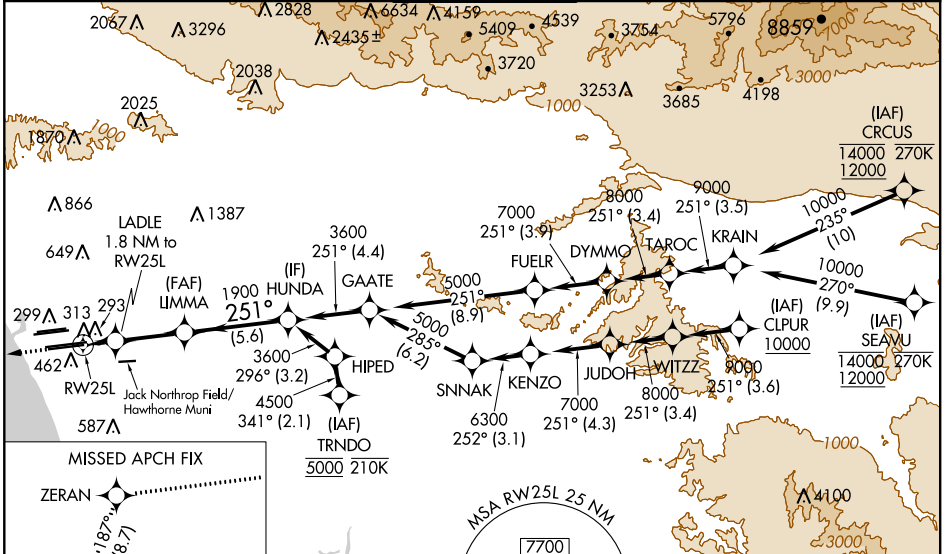 2828
6634
4159
2067
3296
2435±
5409
4539
3754
5796
8859
1000
3720
2038
3253
3685
4198
3000
1000
2025
1870
1000
(IAF)
CRCUS
14000 270K
12000
866
1387
649
LADLE
1.8 NM to
RW25L
(FAF)
LIMMA
(IF)
HUNDA
3600
251° (4.4)
GAATE
7000
251° (3.9)
FUELR
8000
251° (3.4)
DYMMO
TAROC
9000
251° (3.5)
KRAIN
10000
235°
(10)
10000
270°
(9.9)
1900
251°
(5.6)
5000
251°
(8.9)
5000
285°
(6.2)
299
313
293
462
RW25L
Jack Northrop Field/
Hawthorne Muni
3600
296° (3.2)
HIPED
4500
341° (2.1)
(IAF)
TRNDO
5000 210K
SNNAK
KENZO
JUDOH
WITZZ
(IAF)
CLPUR
10000
6300
252° (3.1)
7000
251° (4.3)
8000
251° (3.4)
9000
251° (3.6)
(IAF)
SEAVU
14000 270K
12000
587
MISSED APCH FIX
ZERAN
187°
8.7)
MSA RW25L 25 NM
7700
1000
4100
3000